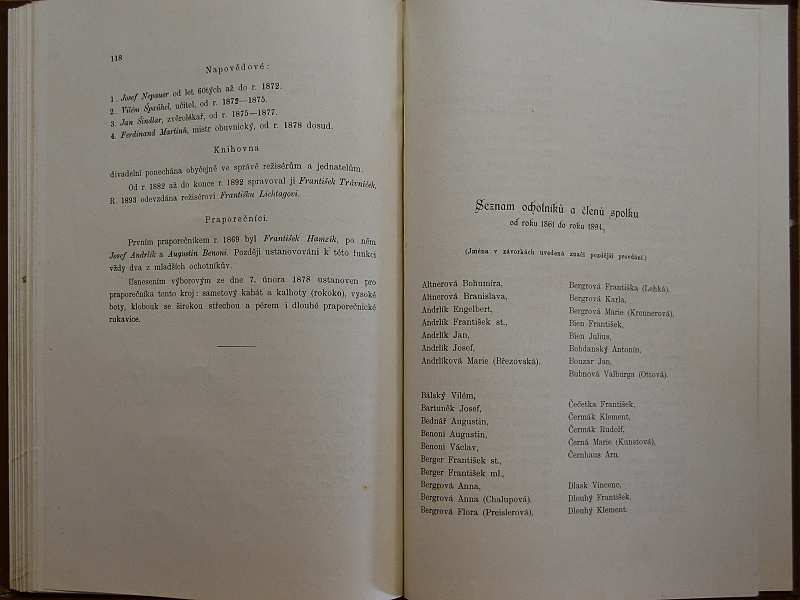 118
Napovědové:
1. Josef Nepauer od let 60tých až do r. 1872.
2. Vilém Španhel, učitel, od r. 1872—1875.
3. Jan Šindlar, zvěrolékař, od r. 1875—1877.
4. Ferdinand Martinů, mistr obuvnický, od r. 1878 dosud.
Knihovna
divadelní ponechána obyčejně ve správě režisérům a jednatelům.
Od r. 1882 až do konce r. 1892 spravoval ji František Trávníček.
R. 1893 odevzdána režisérovi Františku Lichtagovi.
Praporečníci.
Prvním praporečníkem r. 1869 byl František Hamzik, po něm
Josef Andrlík a Augustin Benoni. Později ustanovováni k této funkci
vždy dva z mladších ochotníkův.
Usnesením výborovým ze dne 7. února 1878 ustanoven pro
praporečníka tento kroj: sametový kabát a kalhoty (rokoko), vysoké
boty, klobouk se širokou střechou a pérem i dlouhé praporečnické
rukavice.
Seznam ochotníků a členů spolku
od roku 1861 do roku 1894.
(Jména v závorkách uvedená značí pozdější provdání.)
Altnerová Bohumíra,
Altnerová Branislava,
Andrlík Engelbert,
Andrlík František st.,
Andrlík Jan,
Andrlík Josef,
Andrlíková Marie (Březovská).
Bálský Vilém,
Bartuněk Josef,
Bednář Augustin,
Benoni Augustin,
Benoni Václav,
Berger František st.,
Berger František ml.,
Bergrová Anna,
Bergrová Anna (Chalupová),
Bergrová Flora (Preislerová),
Bergrová Františka (Lehká),
Bergrová Karla,
Bergrová Marie (Krennerová),
Bien František,
Bien Julius,
Bohdanský Antonín,
Bouzar Jan,
Bubnová Valburga (Ottová).
Čečetka František,
Čermák Klement,
Čermák Rudolf,
Černá Marie (Kunstová),
Černhaus Arn.
Dlask Vincenc,
Dlouhý František,
Dlouhý Klement.